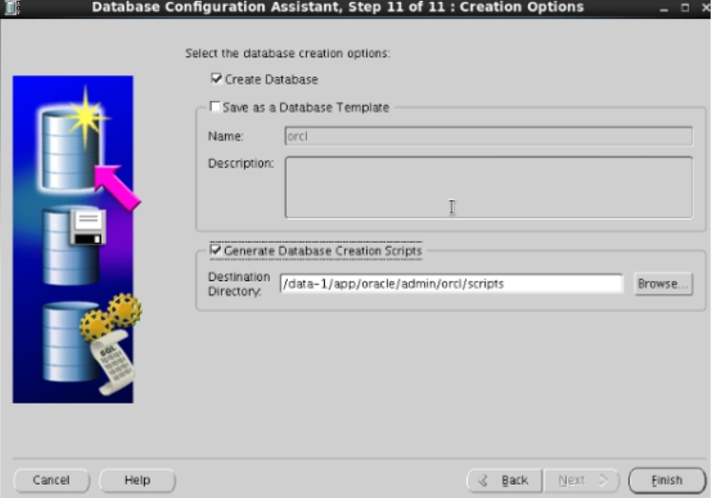 Database Configuration Assistant, Step 11 of 11 : Creation Options
Select the database creation options:
Create Database
Save as a Database Template
Name: orcl
Description:
Generate Database Creation Scripts
Destination
Directory: /data-1/app/oracle/admin/orcl/scripts Browse...
SQL
Cancel Help Back Next Finish